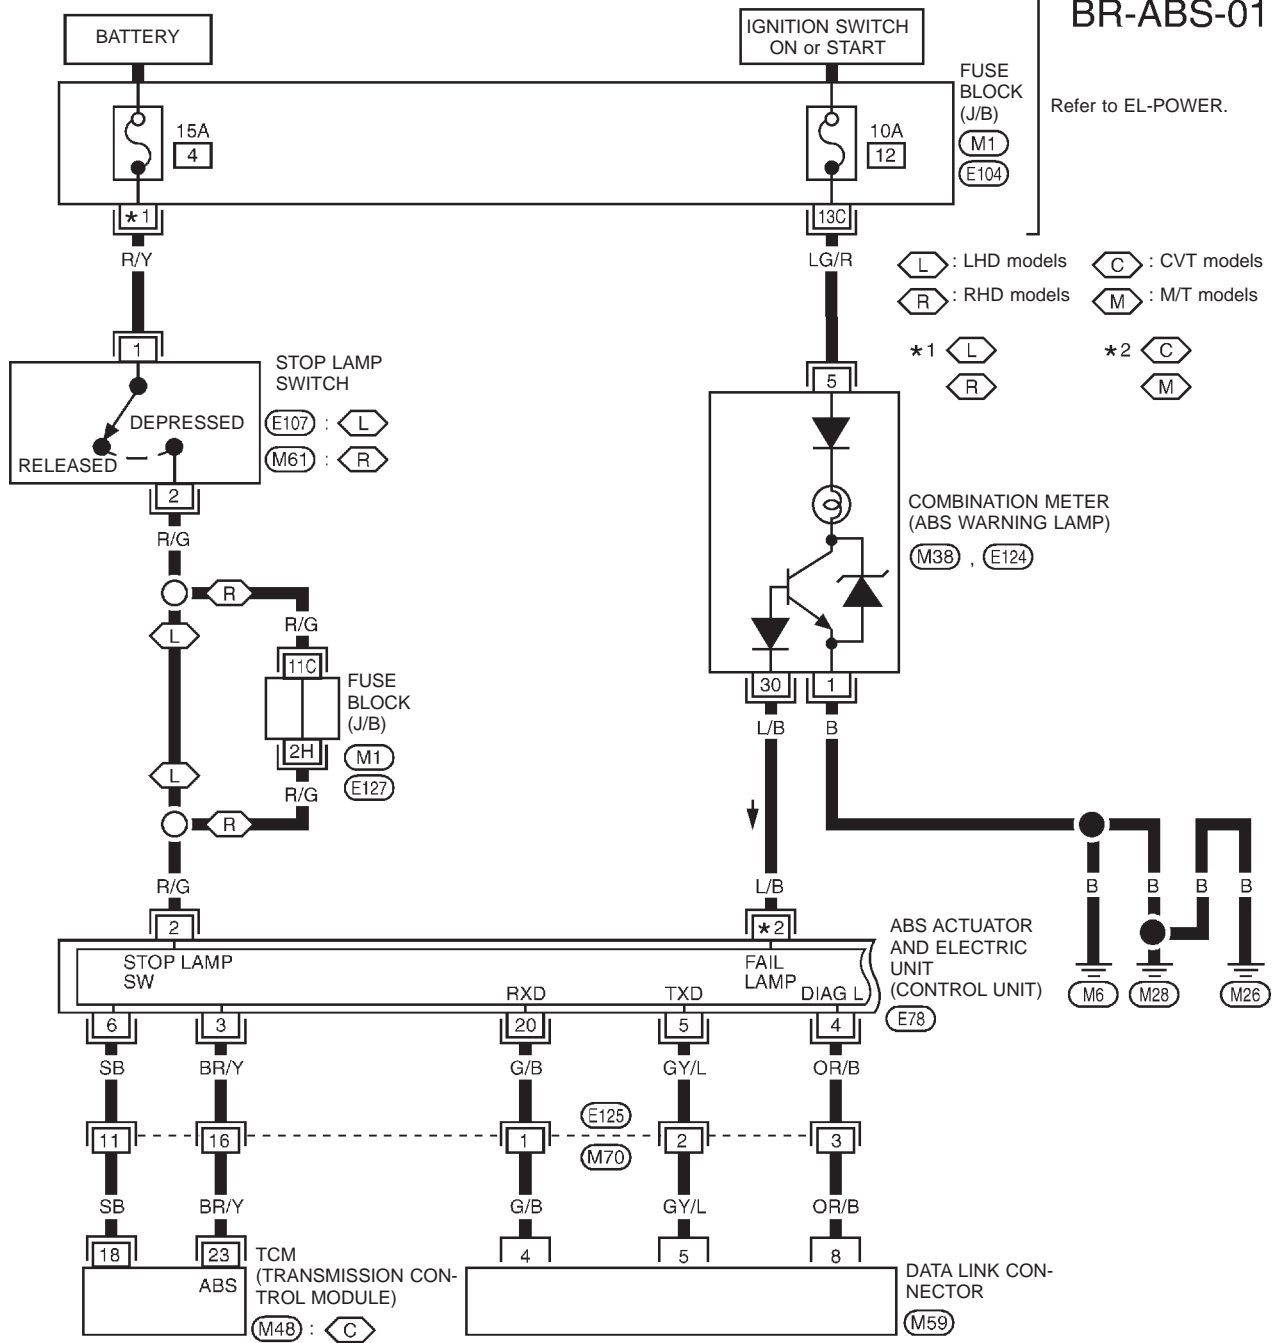 BR-ABS-01
BATTERY
IGNITION SWITCH
ON or START
FUSE
BLOCK
(J/B)
M1
E104
Refer to EL-POWER.
15A
4
10A
12
*1
13C
R/Y
LG/R
L : LHD models
C : CVT models
R : RHD models
M : M/T models
*1 L
R
*2 C
M
1
STOP LAMP
SWITCH
E107 : L
M61 : R
DEPRESSED
RELEASED
2
5
COMBINATION METER
(ABS WARNING LAMP)
M38 , E124
R/G
R
L
R/G
11C
FUSE
BLOCK
(J/B)
M1
E127
2H
R/G
L
R
30
1
L/B
B
R/G
L/B
B
B
B
B
2
*2
M6
M28
M26
ABS ACTUATOR
AND ELECTRIC
UNIT
(CONTROL UNIT)
E78
STOP LAMP
SW
FAIL
LAMP
RXD
TXD
DIAG L
6
3
20
5
4
SB
BR/Y
G/B
GY/L
OR/B
E125
11
16
1
2
3
M70
SB
BR/Y
G/B
GY/L
OR/B
18
23
4
5
8
ABS
TCM
(TRANSMISSION CON-
TROL MODULE)
M48 : C
DATA LINK CON-
NECTOR
M59